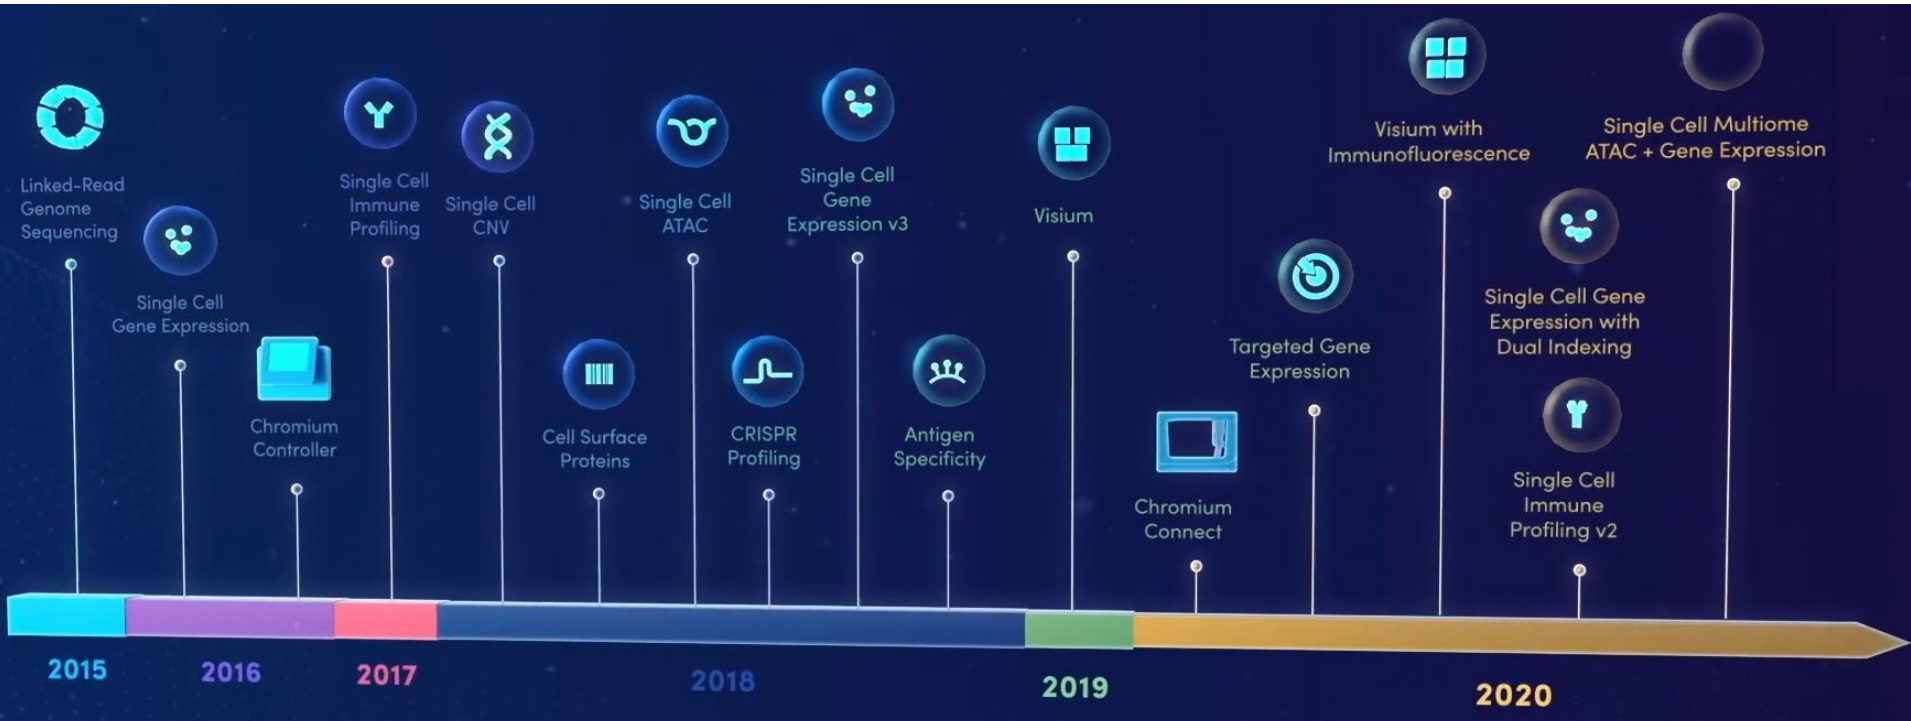 Linked-Read
Genome
Sequencing
Single Cell
Gene Expression
Chromium
Controller
Single Cell
Immune
Profiling
Single Cell
CNV
Cell Surface
Proteins
Single Cell
ATAC
CRISPR
Profiling
Single Cell
Gene
Expression v3
Antigen
Specificity
Visium
Chromium
Connect
Targeted Gene
Expression
Visium with
Immunofluorescence
Single Cell Gene
Expression with
Dual Indexing
Single Cell
Immune
Profiling v2
Single Cell Multiome
ATAC + Gene Expression
2015
2016
2017
2018
2019
2020